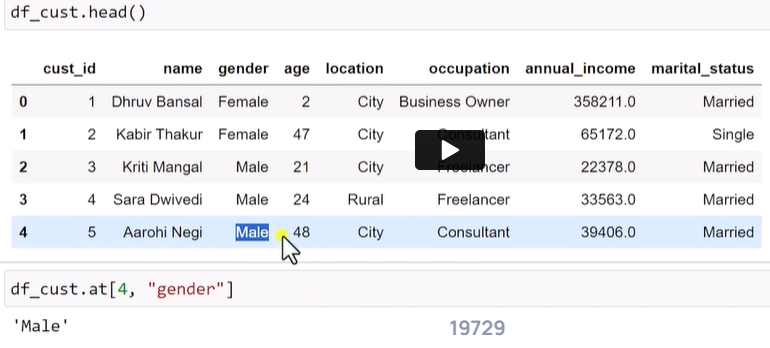 df_cust.head()
cust_id name gender age location occupation annual_income marital_status
0 1 Dhruv Bansal Female 2 City Business Owner 358211.0 Married
1 2 Kabir Thakur Female 47 City Consultant 65172.0 Single
2 3 Kriti Mangal Male 21 City Freelancer 22378.0 Married
3 4 Sara Dwivedi Male 24 Rural Freelancer 33563.0 Married
4 5 Aarohi Negi Male 48 City Consultant 39406.0 Married
df_cust.at[4, "gender"]
'Male'
19729